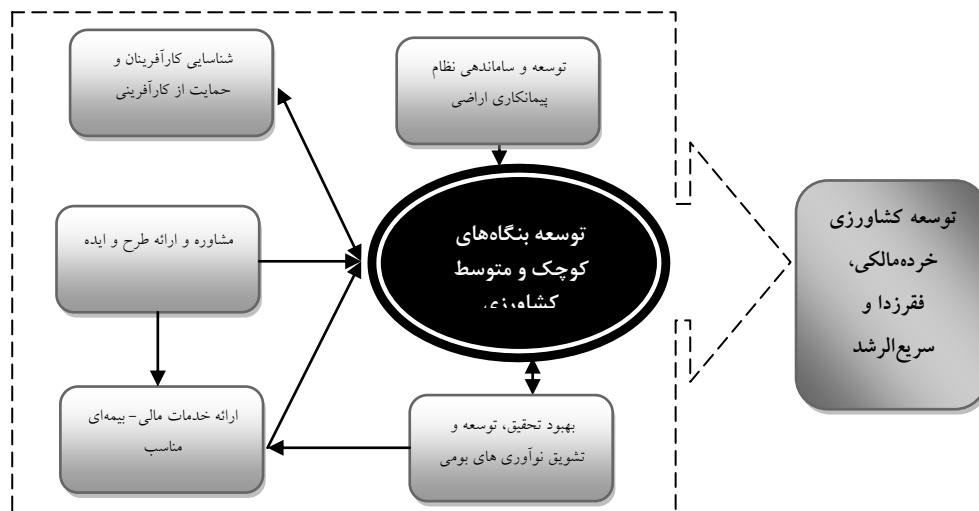 شناسایی کارآفرینان و
حمایت از کارآفرینی
توسعه و ساماندهی نظام
پیمانکاری اراضی
مشاوره و ارائه طرح و ایده
توسعه بنگاه‌های
کوچک و متوسط
کشاورزی
توسعه کشاورزی
خرده‌مالکی،
فقرزدا و
سریع‌الرشد
ارائه خدمات مالی – بیمه‌ای
مناسب
بهبود تحقیق، توسعه و
تشویق نوآوری های بومی